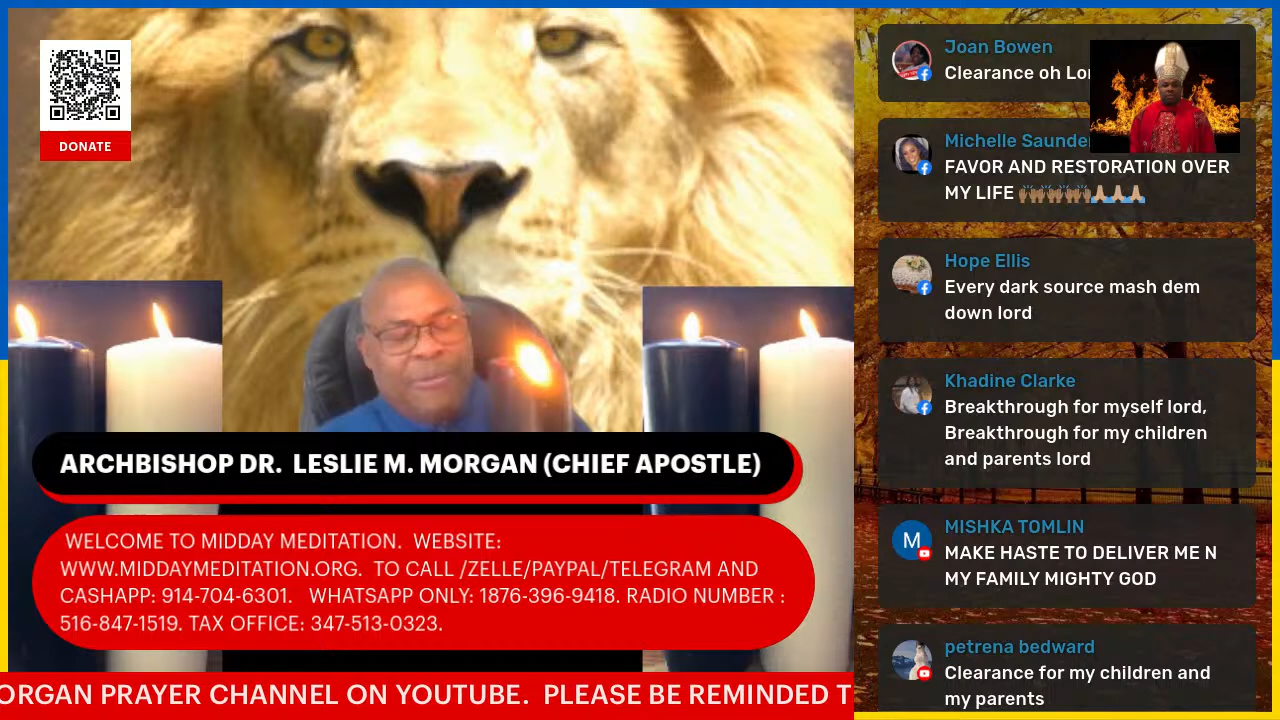 DONATE
ARCHBISHOP DR. LESLIE M. MORGAN (CHIEF APOSTLE)
WELCOME TO MIDDAY MEDITATION. WEBSITE:
WWW.MIDDAYMEDITATION.ORG. TO CALL /ZELLE/PAYPAL/TELEGRAM AND
CASHAPP: 914-704-6301. WHATSAPP ONLY: 1876-396-9418. RADIO NUMBER :
516-847-1519. TAX OFFICE: 347-513-0323.
ORGAN PRAYER CHANNEL ON YOUTUBE. PLEASE BE REMINDED T
Joan Bowen
Clearance oh Lor
Michelle Saunde
FAVOR AND RESTORATION OVER
MY LIFE 🙌🏽🙌🏽🙌🏽🙌🏽🙏🏽🙏🏽🙏🏽
Hope Ellis
Every dark source mash dem
down lord
Khadine Clarke
Breakthrough for myself lord,
Breakthrough for my children
and parents lord
M
MISHKA TOMLIN
MAKE HASTE TO DELIVER ME N
MY FAMILY MIGHTY GOD
petrena bedward
Clearance for my children and
my parents